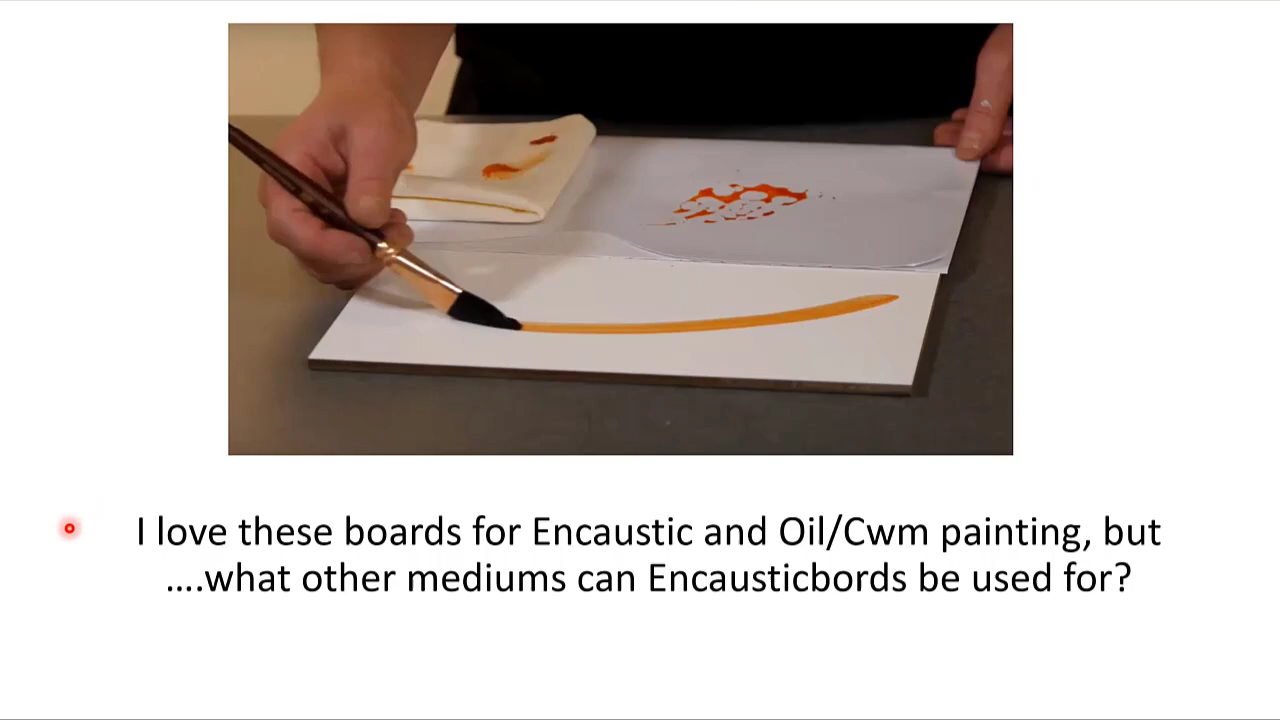 I love these boards for Encaustic and Oil/Cwm painting, but
....what other mediums can Encausticbords be used for?